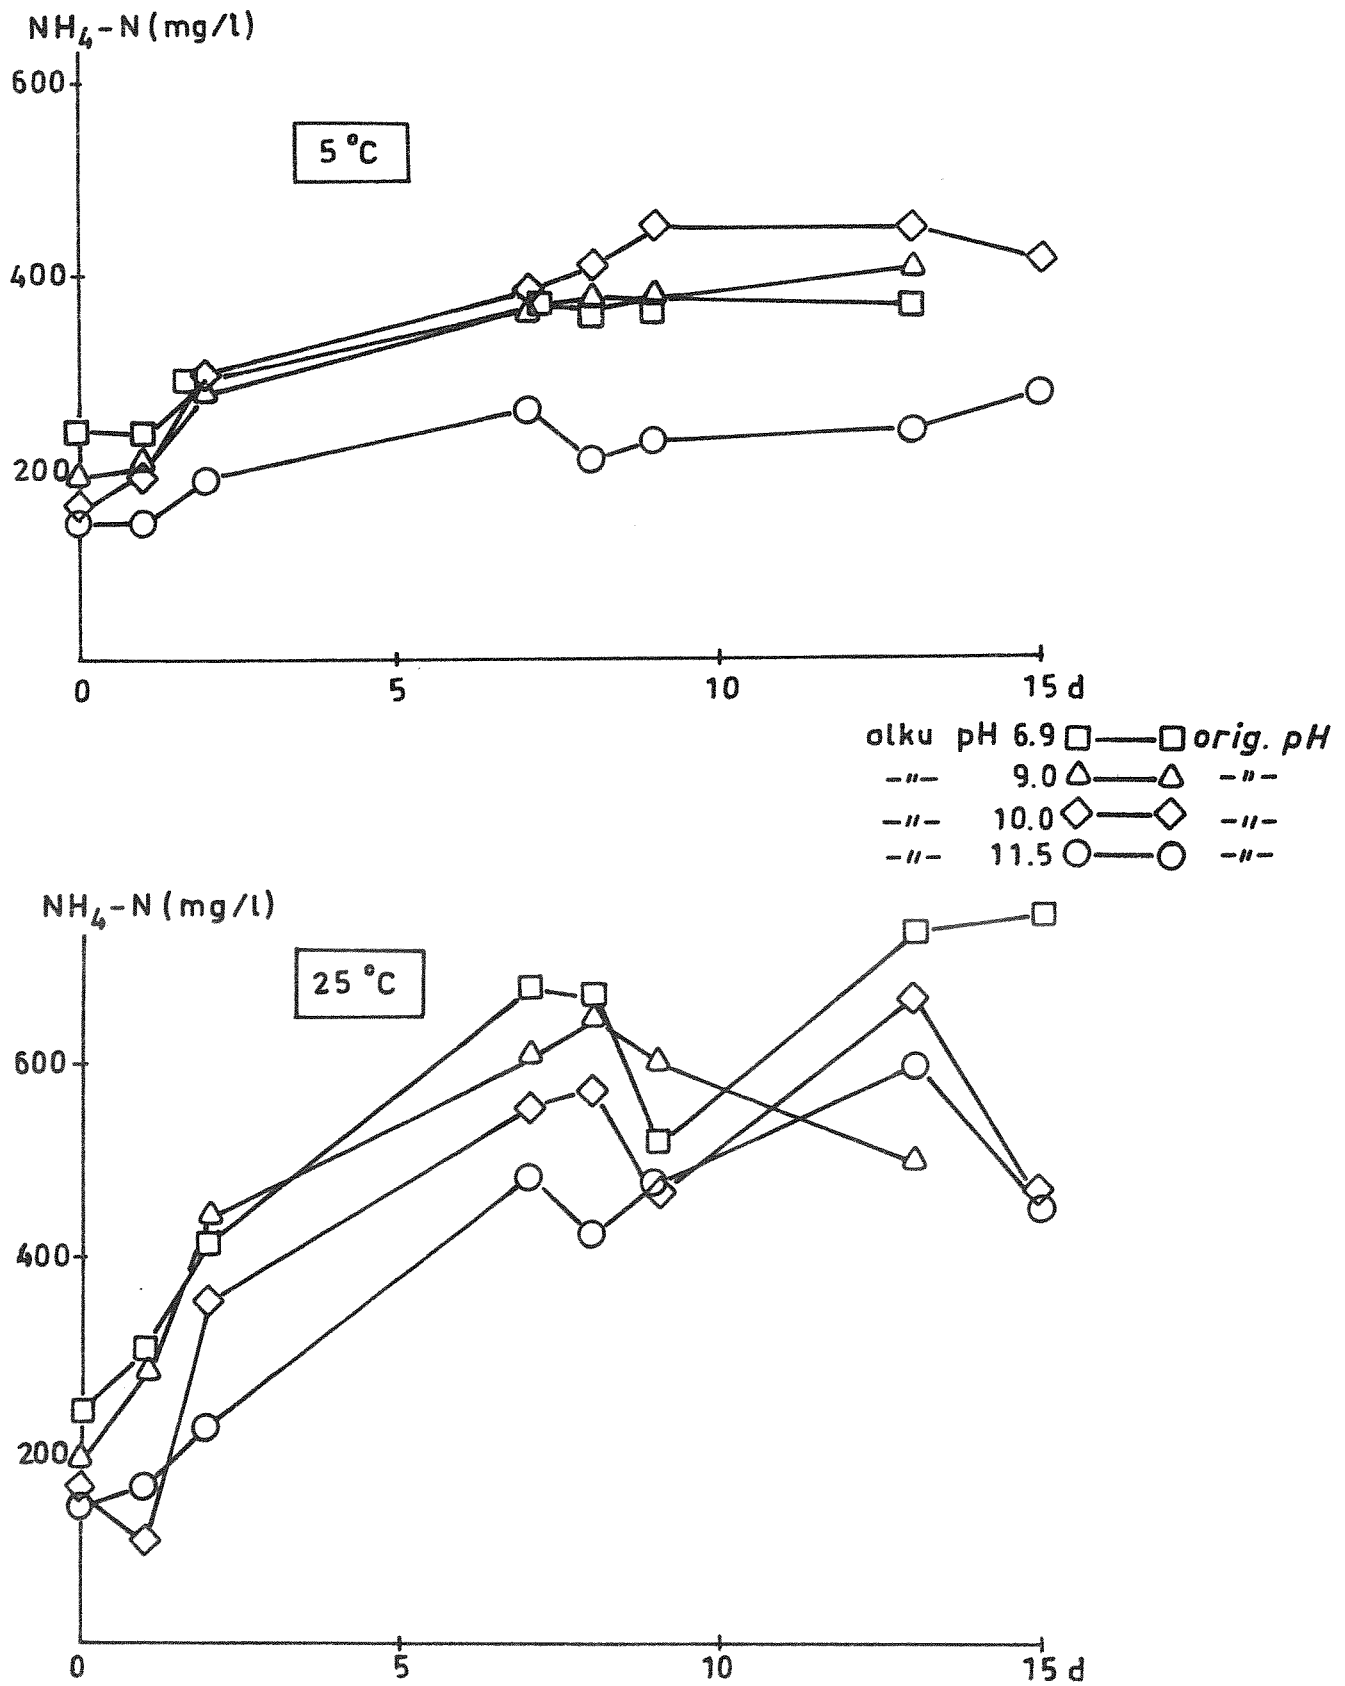 NH₄-N (mg/l)
600
5 °C
400
200
0 5 10 15 d
alku pH 6.9 orig. pH
-"- 9.0 -"-
-"- 10.0 -"-
-"- 11.5 -"-
NH₄-N (mg/l)
25 °C
600
400
200
0 5 10 15 d